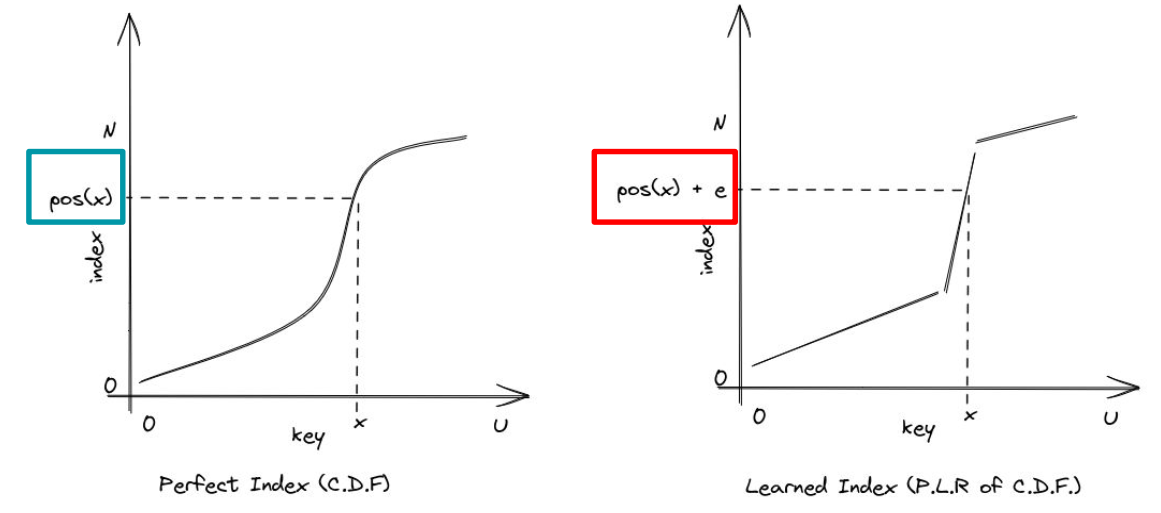 N
pos(x)
index
0
0
key
x
U
Perfect Index (C.D.F)
N
pos(x) + e
index
0
0
key
x
U
Learned Index (P.L.R of C.D.F.)